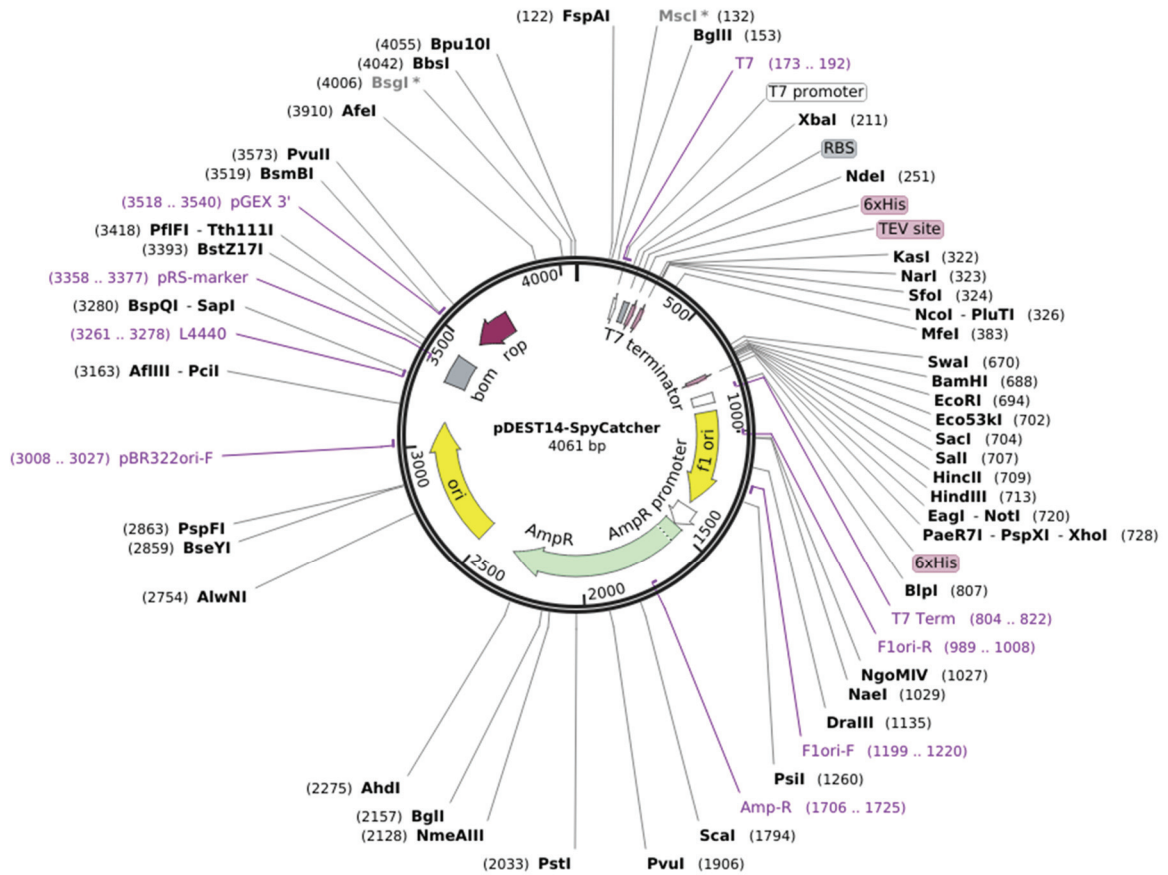 (122) FspAI
MscI * (132)
BglII (153)
T7 (173 .. 192)
T7 promoter
XbaI (211)
RBS
NdeI (251)
6xHis
TEV site
KasI (322)
NarI (323)
SfoI (324)
NcoI - PluTI (326)
MfeI (383)
SwaI (670)
BamHI (688)
EcoRI (694)
Eco53kI (702)
SacI (704)
SalI (707)
HincII (709)
HindIII (713)
EagI - NotI (720)
PaeR7I - PspXI - XhoI (728)
6xHis
BlpI (807)
T7 Term (804 .. 822)
F1ori-R (989 .. 1008)
NgoMIV (1027)
NaeI (1029)
DraIII (1135)
F1ori-F (1199 .. 1220)
PsiI (1260)
Amp-R (1706 .. 1725)
ScaI (1794)
PvuI (1906)
(2033) PstI
(2128) NmeAIII
(2157) BglI
(2275) AhdI
(2754) AlwNI
(2859) BseYI
(2863) PspFI
(3008 .. 3027) pBR322ori-F
(3163) AflIII - PciI
(3261 .. 3278) L4440
(3280) BspQI - SapI
(3358 .. 3377) pRS-marker
(3393) BstZ17I
(3418) PflFI - Tth111I
(3518 .. 3540) pGEX 3'
(3519) BsmBI
(3573) PvuII
(3910) AfeI
(4006) BsgI *
(4042) BbsI
(4055) Bpu10I
500
1000
1500
2000
2500
3000
3500
4000
T7 terminator
f1 ori
AmpR promoter
AmpR
ori
bom
rop
pDEST14-SpyCatcher
4061 bp